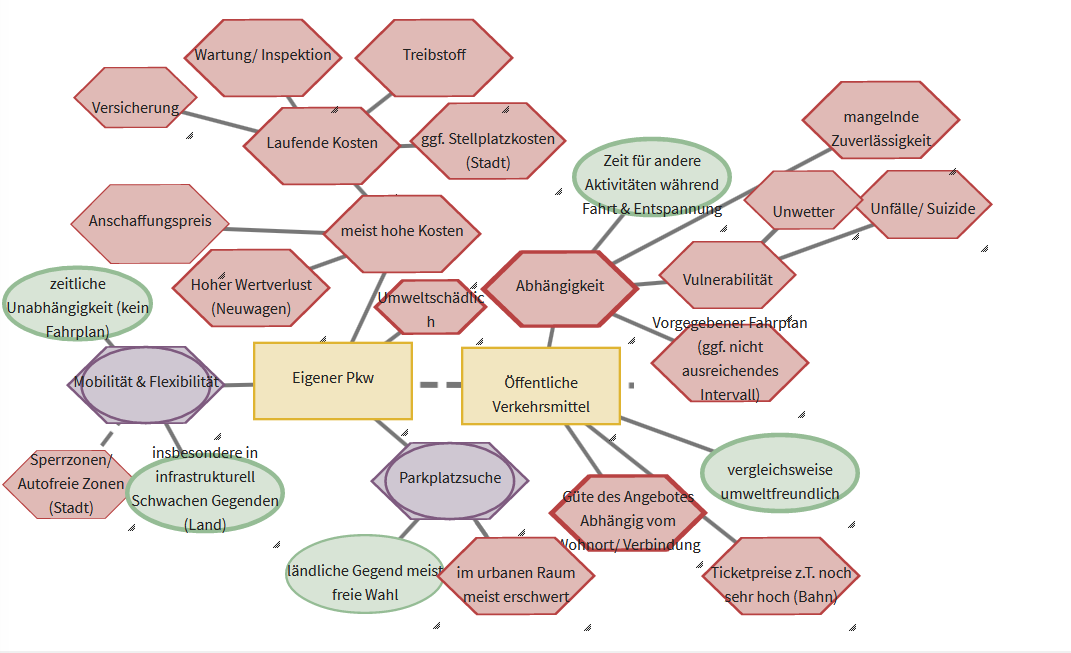 Wartung/ Inspektion
Treibstoff
Versicherung
Laufende Kosten
ggf. Stellplatzkosten
(Stadt)
mangelnde
Zuverlässigkeit
Zeit für andere
Aktivitäten während
Fahrt & Entspannung
Unwetter
Unfälle/ Suizide
Anschaffungspreis
meist hohe Kosten
Hoher Wertverlust
(Neuwagen)
Umweltschädlic
h
Abhängigkeit
Vulnerabilität
zeitliche
Unabhängigkeit (kein
Fahrplan)
Vorgegebener Fahrplan
(ggf. nicht
ausreichendes
Intervall)
Mobilität & Flexibilität
Eigener Pkw
Öffentliche
Verkehrsmittel
Sperrzonen/
Autofreie Zonen
(Stadt)
insbesondere in
infrastrukturell
Schwachen Gegenden
(Land)
Parkplatzsuche
vergleichsweise
umweltfreundlich
Güte des Angebotes
Abhängig vom
Wohnort/ Verbindung
ländliche Gegend meist
freie Wahl
im urbanen Raum
meist erschwert
Ticketpreise z.T. noch
sehr hoch (Bahn)